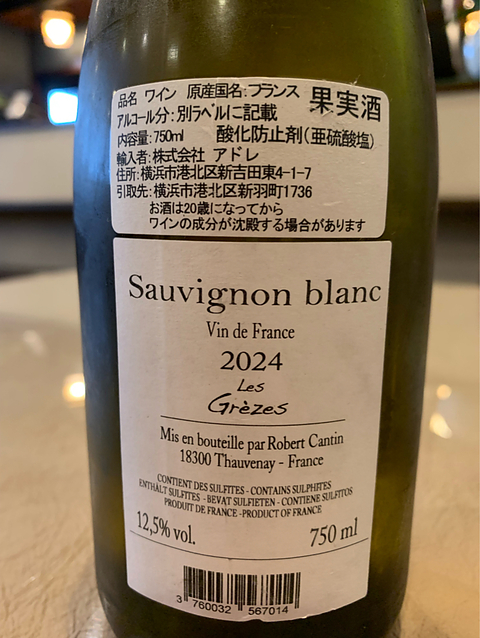 品名 ワイン 原産国名:フランス 果実酒
アルコール分:別ラベルに記載
内容量:750ml 酸化防止剤(亜硫酸塩)
輸入者:株式会社 アドレ
住所:横浜市港北区新吉田東4-1-7
引取先:横浜市港北区新羽町1736
お酒は20歳になってから
ワインの成分が沈殿する場合があります
Sauvignon blanc
Vin de France
2024
Les
Grèzes
Mis en bouteille par Robert Cantin
18300 Thauvenay - France
CONTIENT DES SULFITES - CONTAINS SULPHITES
ENTHÄLT SULFITES - BEVAT SULFIETEN - CONTIENE SULFITOS
PRODUIT DE FRANCE -PRODUCT OF FRANCE
12,5% vol. 750 ml
3 760032 567014